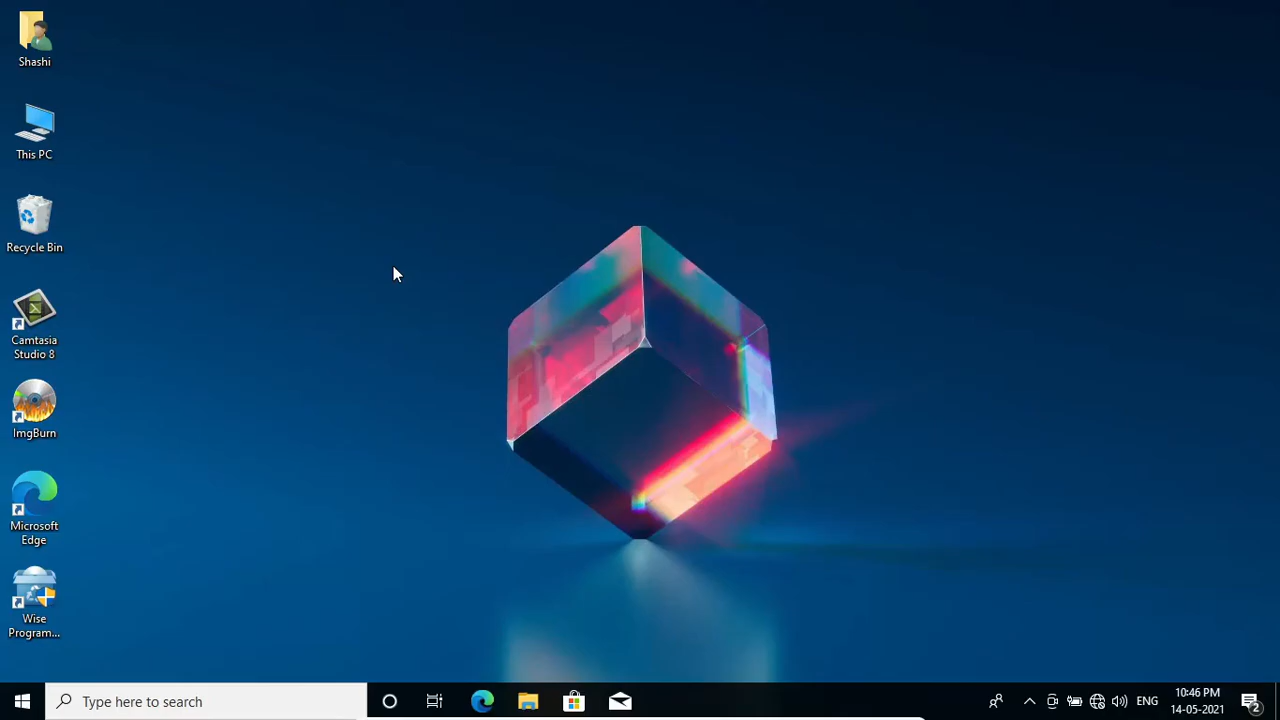 Shashi
This PC
Recycle Bin
Camtasia
Studio 8
ImgBurn
Microsoft
Edge
Wise
Program...
Type here to search
ENG
10:46 PM
14-05-2021
2